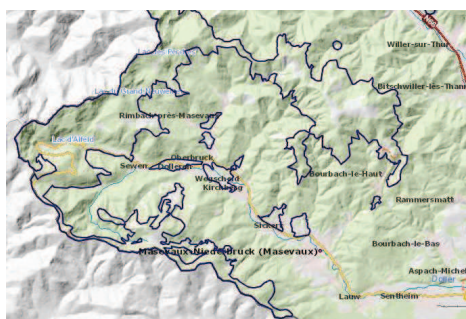 Willer-sur-Thur
Bitschwiller-lès-Thann
Rimbach-près-Masevaux
Lac d'Alfeld
Oberbruck
Sewen
Dolleren
Wegscheid
Kirchberg
Bourbach-le-Haut
Rammersmatt
Sickert
Bourbach-le-Bas
Masevaux-Niederbruck (Masevaux)
Aspach-Michel
Lauw
Sentheim